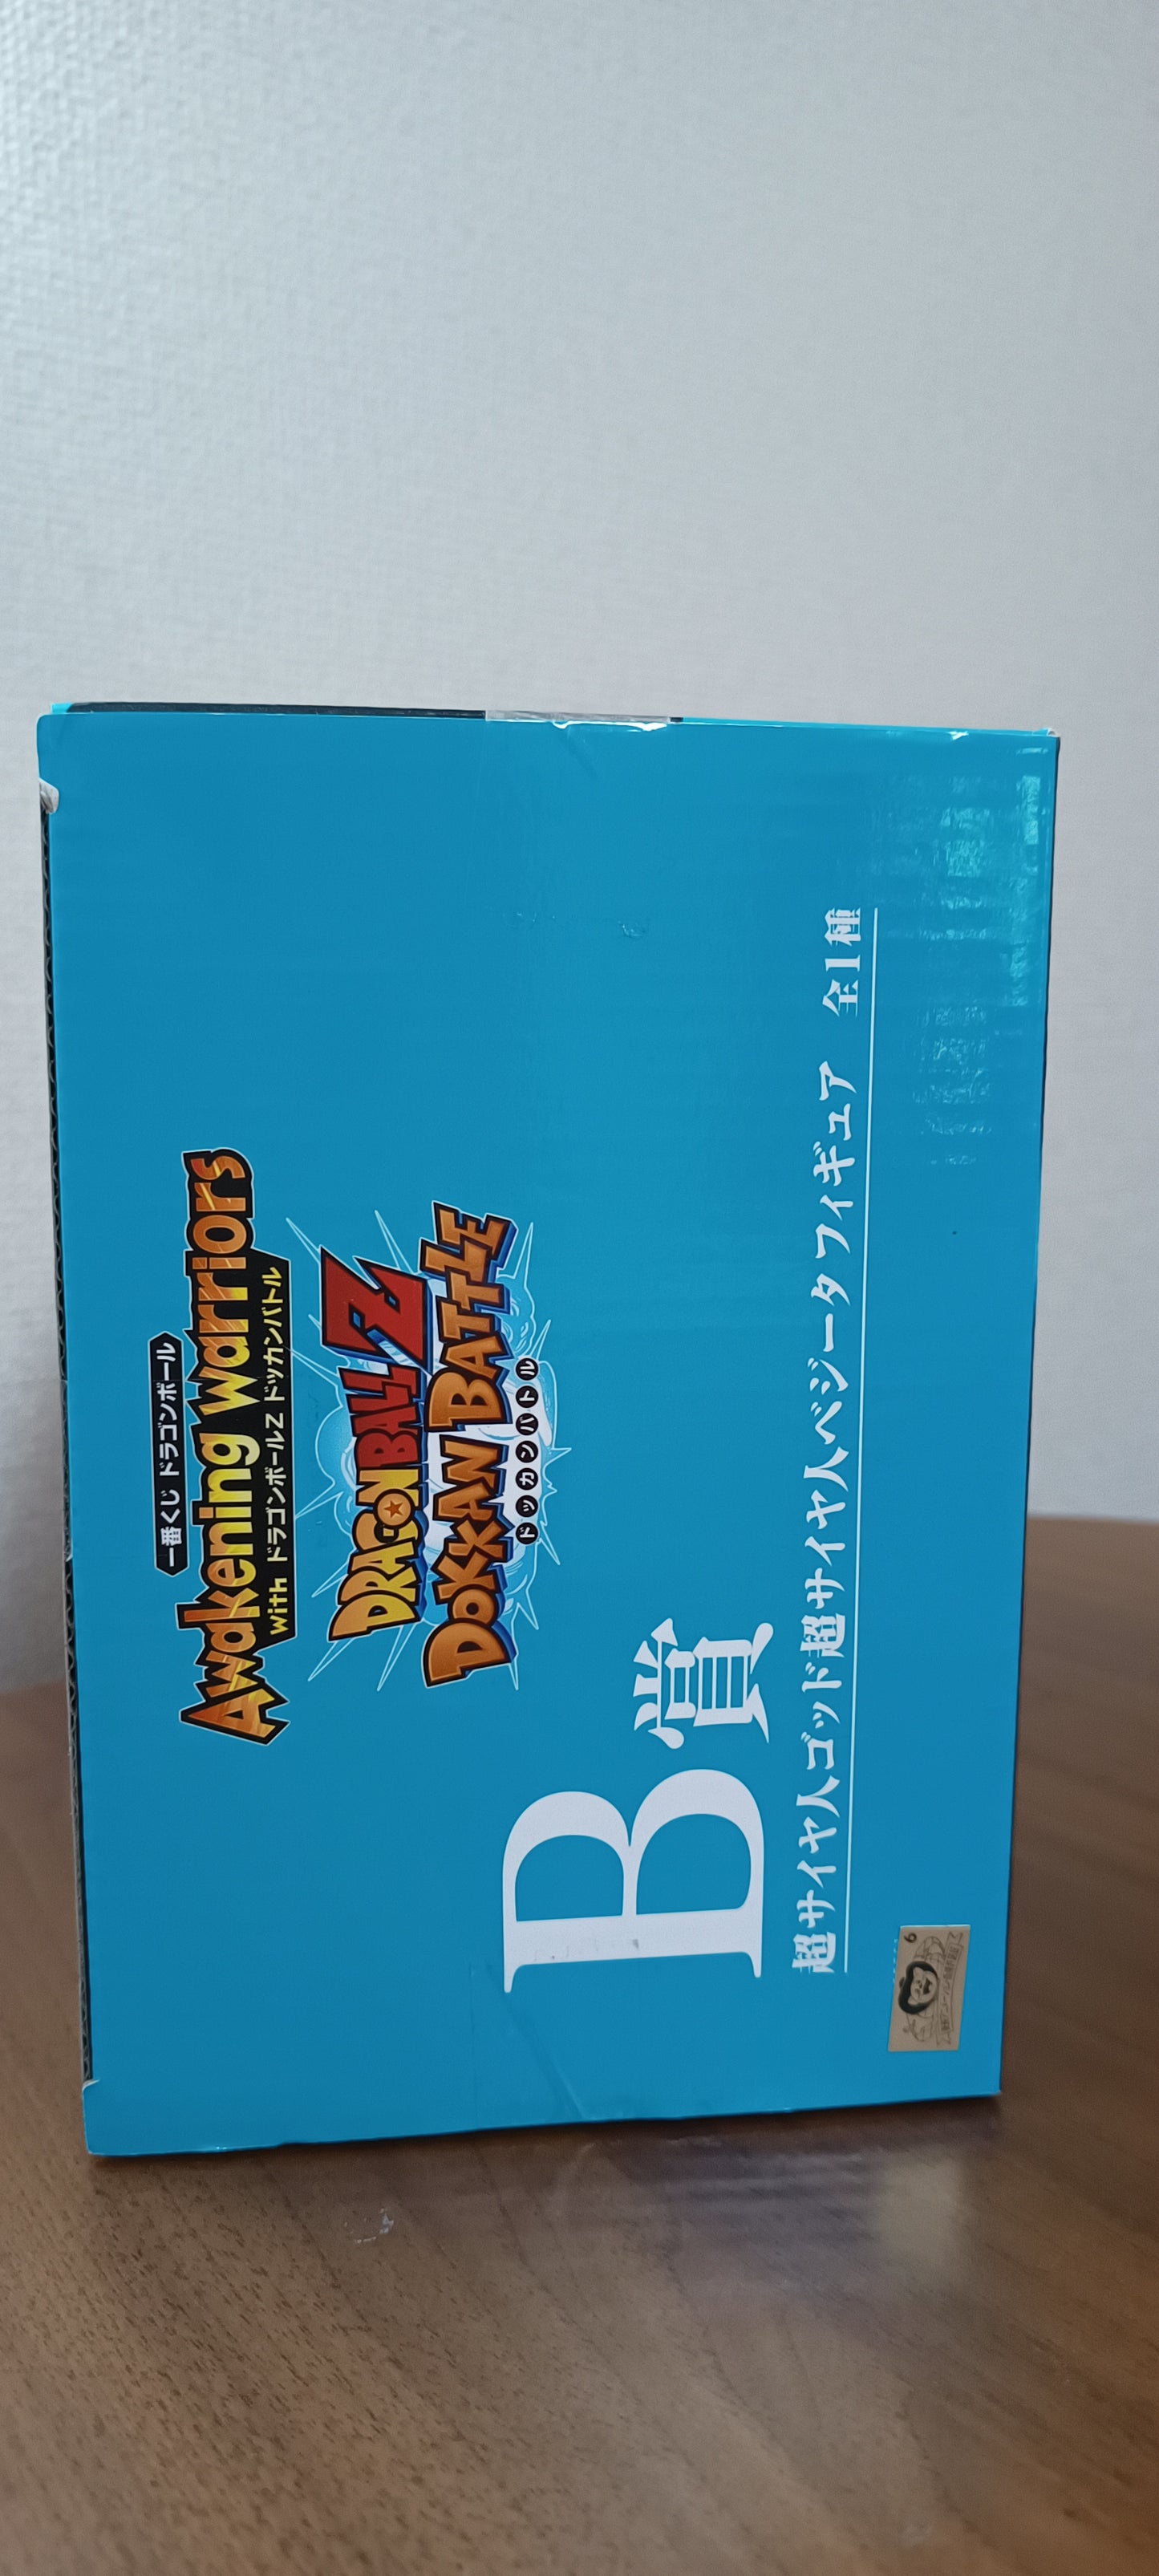 一番くじ ドラゴンボール
Awakening Warriors
with ドラゴンボールZ ドッカンバトル
DRAGON BALL Z
DOKKAN BATTLE
ドッカンバトル
B賞
超サイヤ人ゴッド超サイヤ人ベジータ フィギュア 全1種
6